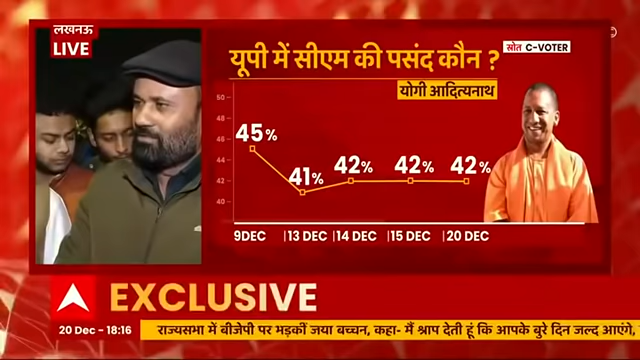 लखनऊ
LIVE
यूपी में सीएम की पसंद कौन ?
स्रोत C-VOTER
योगी आदित्यनाथ
50
48
46
44
42
40
45%
41%
42%
42%
42%
9DEC
13 DEC
14 DEC
15 DEC
20 DEC
EXCLUSIVE
20 Dec - 18:16
राज्यसभा में बीजेपी पर भड़कीं जया बच्चन, कहा- मैं श्राप देती हूं कि आपके बुरे दिन जल्द आएंगे,